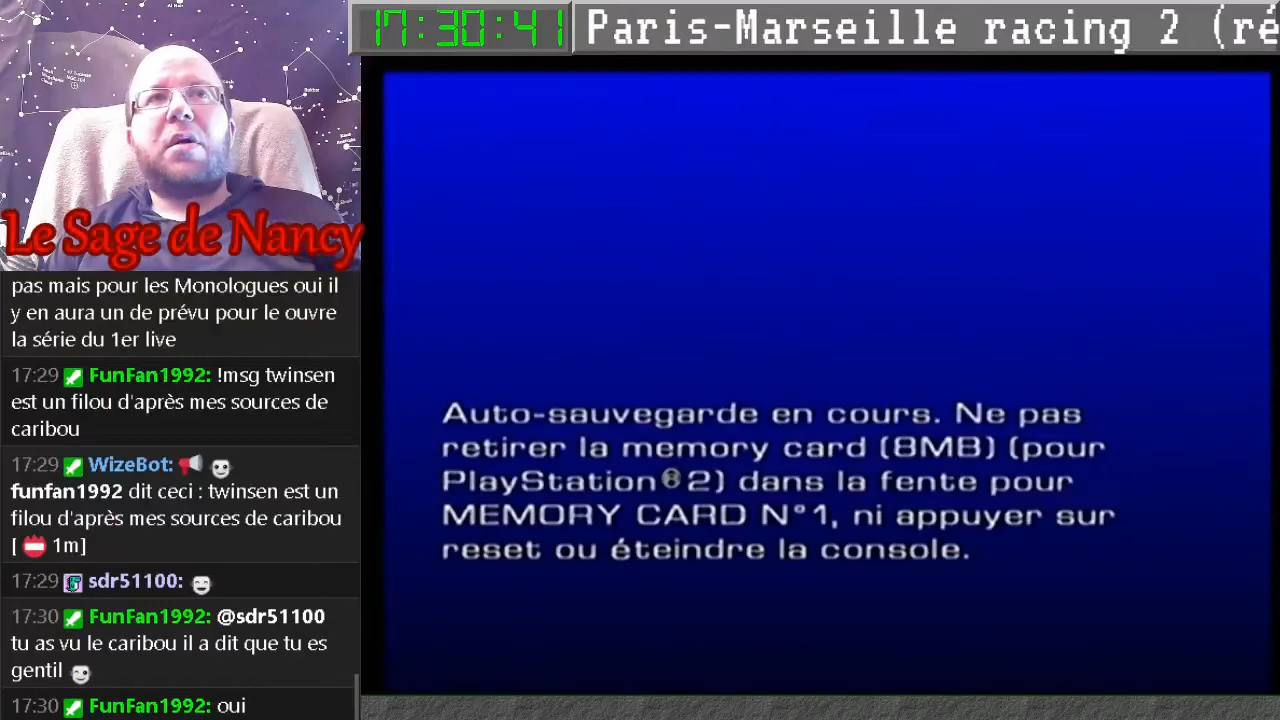 17:30:41
Paris-Marseille racing 2 (ré
Le Sage de Nancy
pas mais pour les Monologues oui il
y en aura un de prévu pour le ouvre
la série du 1er live
17:29 FunFan1992: !msg twinsen
est un filou d'après mes sources de
caribou
17:29 WizeBot:
funfan1992 dit ceci : twinsen est un
filou d'après mes sources de caribou
[ 1m]
17:29 sdr51100:
17:30 FunFan1992: @sdr51100
tu as vu le caribou il a dit que tu es
gentil
17:30 FunFan1992: oui
Auto-sauvegarde en cours. Ne pas
retirer la memory card (8MB) (pour
PlayStation®2) dans la fente pour
MEMORY CARD N°1, ni appuyer sur
reset ou éteindre la console.